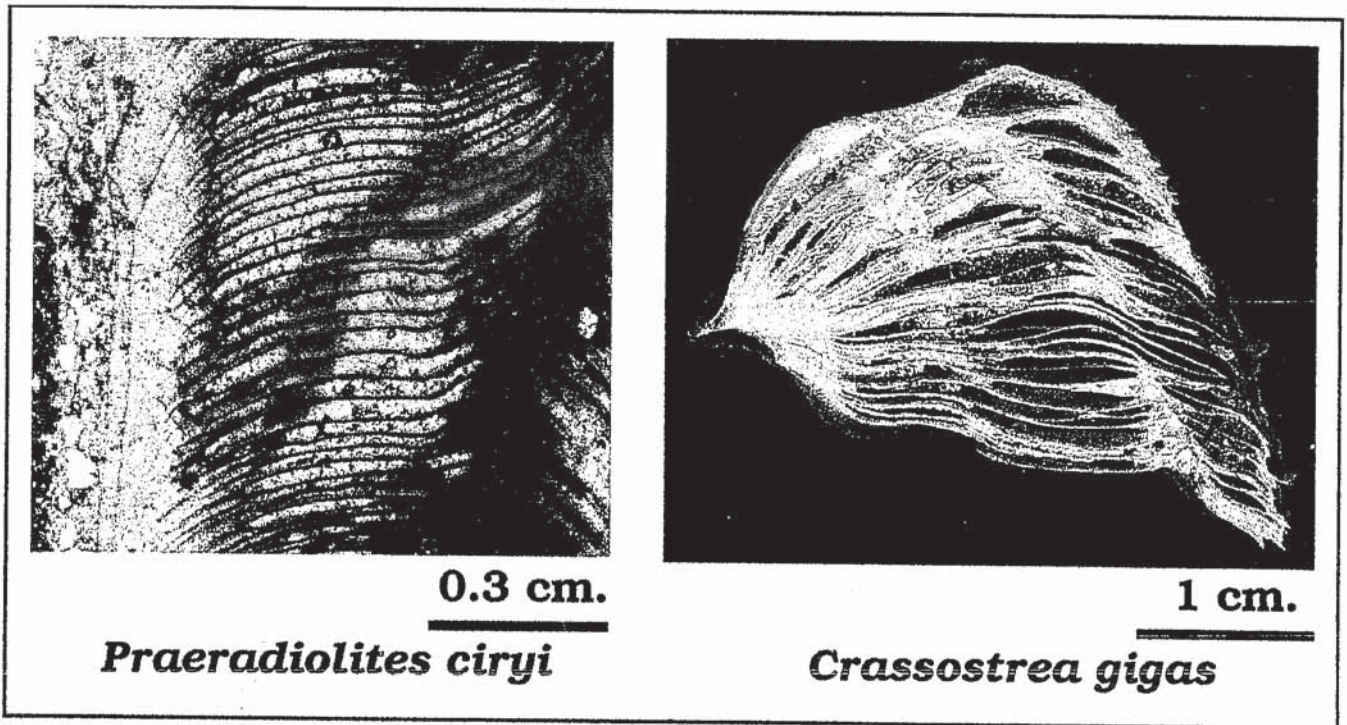 0.3 cm.
Praeradiolites ciryi
1 cm.
Crassostrea gigas